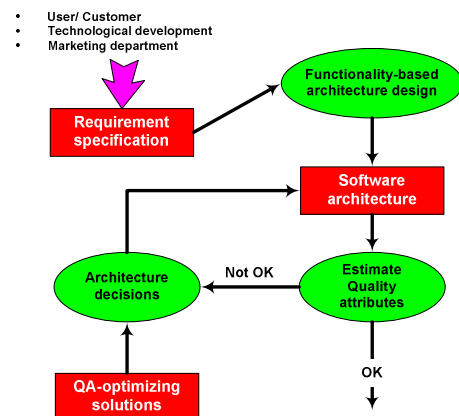 • User/ Customer
• Technological development
• Marketing department
Functionality-based
architecture design
Requirement
specification
Software
architecture
Architecture
decisions
Not OK
Estimate
Quality
attributes
OK
QA-optimizing
solutions